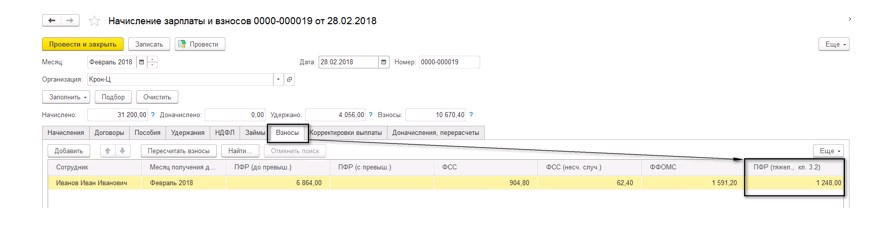 Начисление зарплаты и взносов 0000-000019 от 28.02.2018
Провести и закрыть Записать Провести Еще
Месяц: Февраль 2018 Дата: 28.02.2018 Номер: 0000-000019
Организация: Крон-Ц
Заполнить Подбор Очистить
Начислено: 31 200,00 ? Доначислено: 0,00 Удержано: 4 056,00 ? Взносы: 10 670,40 ?
Начисления Договоры Пособия Удержания НДФЛ Займы Взносы Корректировки выплаты Доначисления, перерасчеты
Добавить Пересчитать взносы Найти... Отменить поиск Еще
Сотрудник Месяц получения д... ПФР (до превыш.) ПФР (с превыш.) ФСС ФСС (несч. случ.) ФФОМС ПФР (тяжел., кл. 3.2)
Иванов Иван Иванович Февраль 2018 6 864,00 904,80 62,40 1 591,20 1 248,00